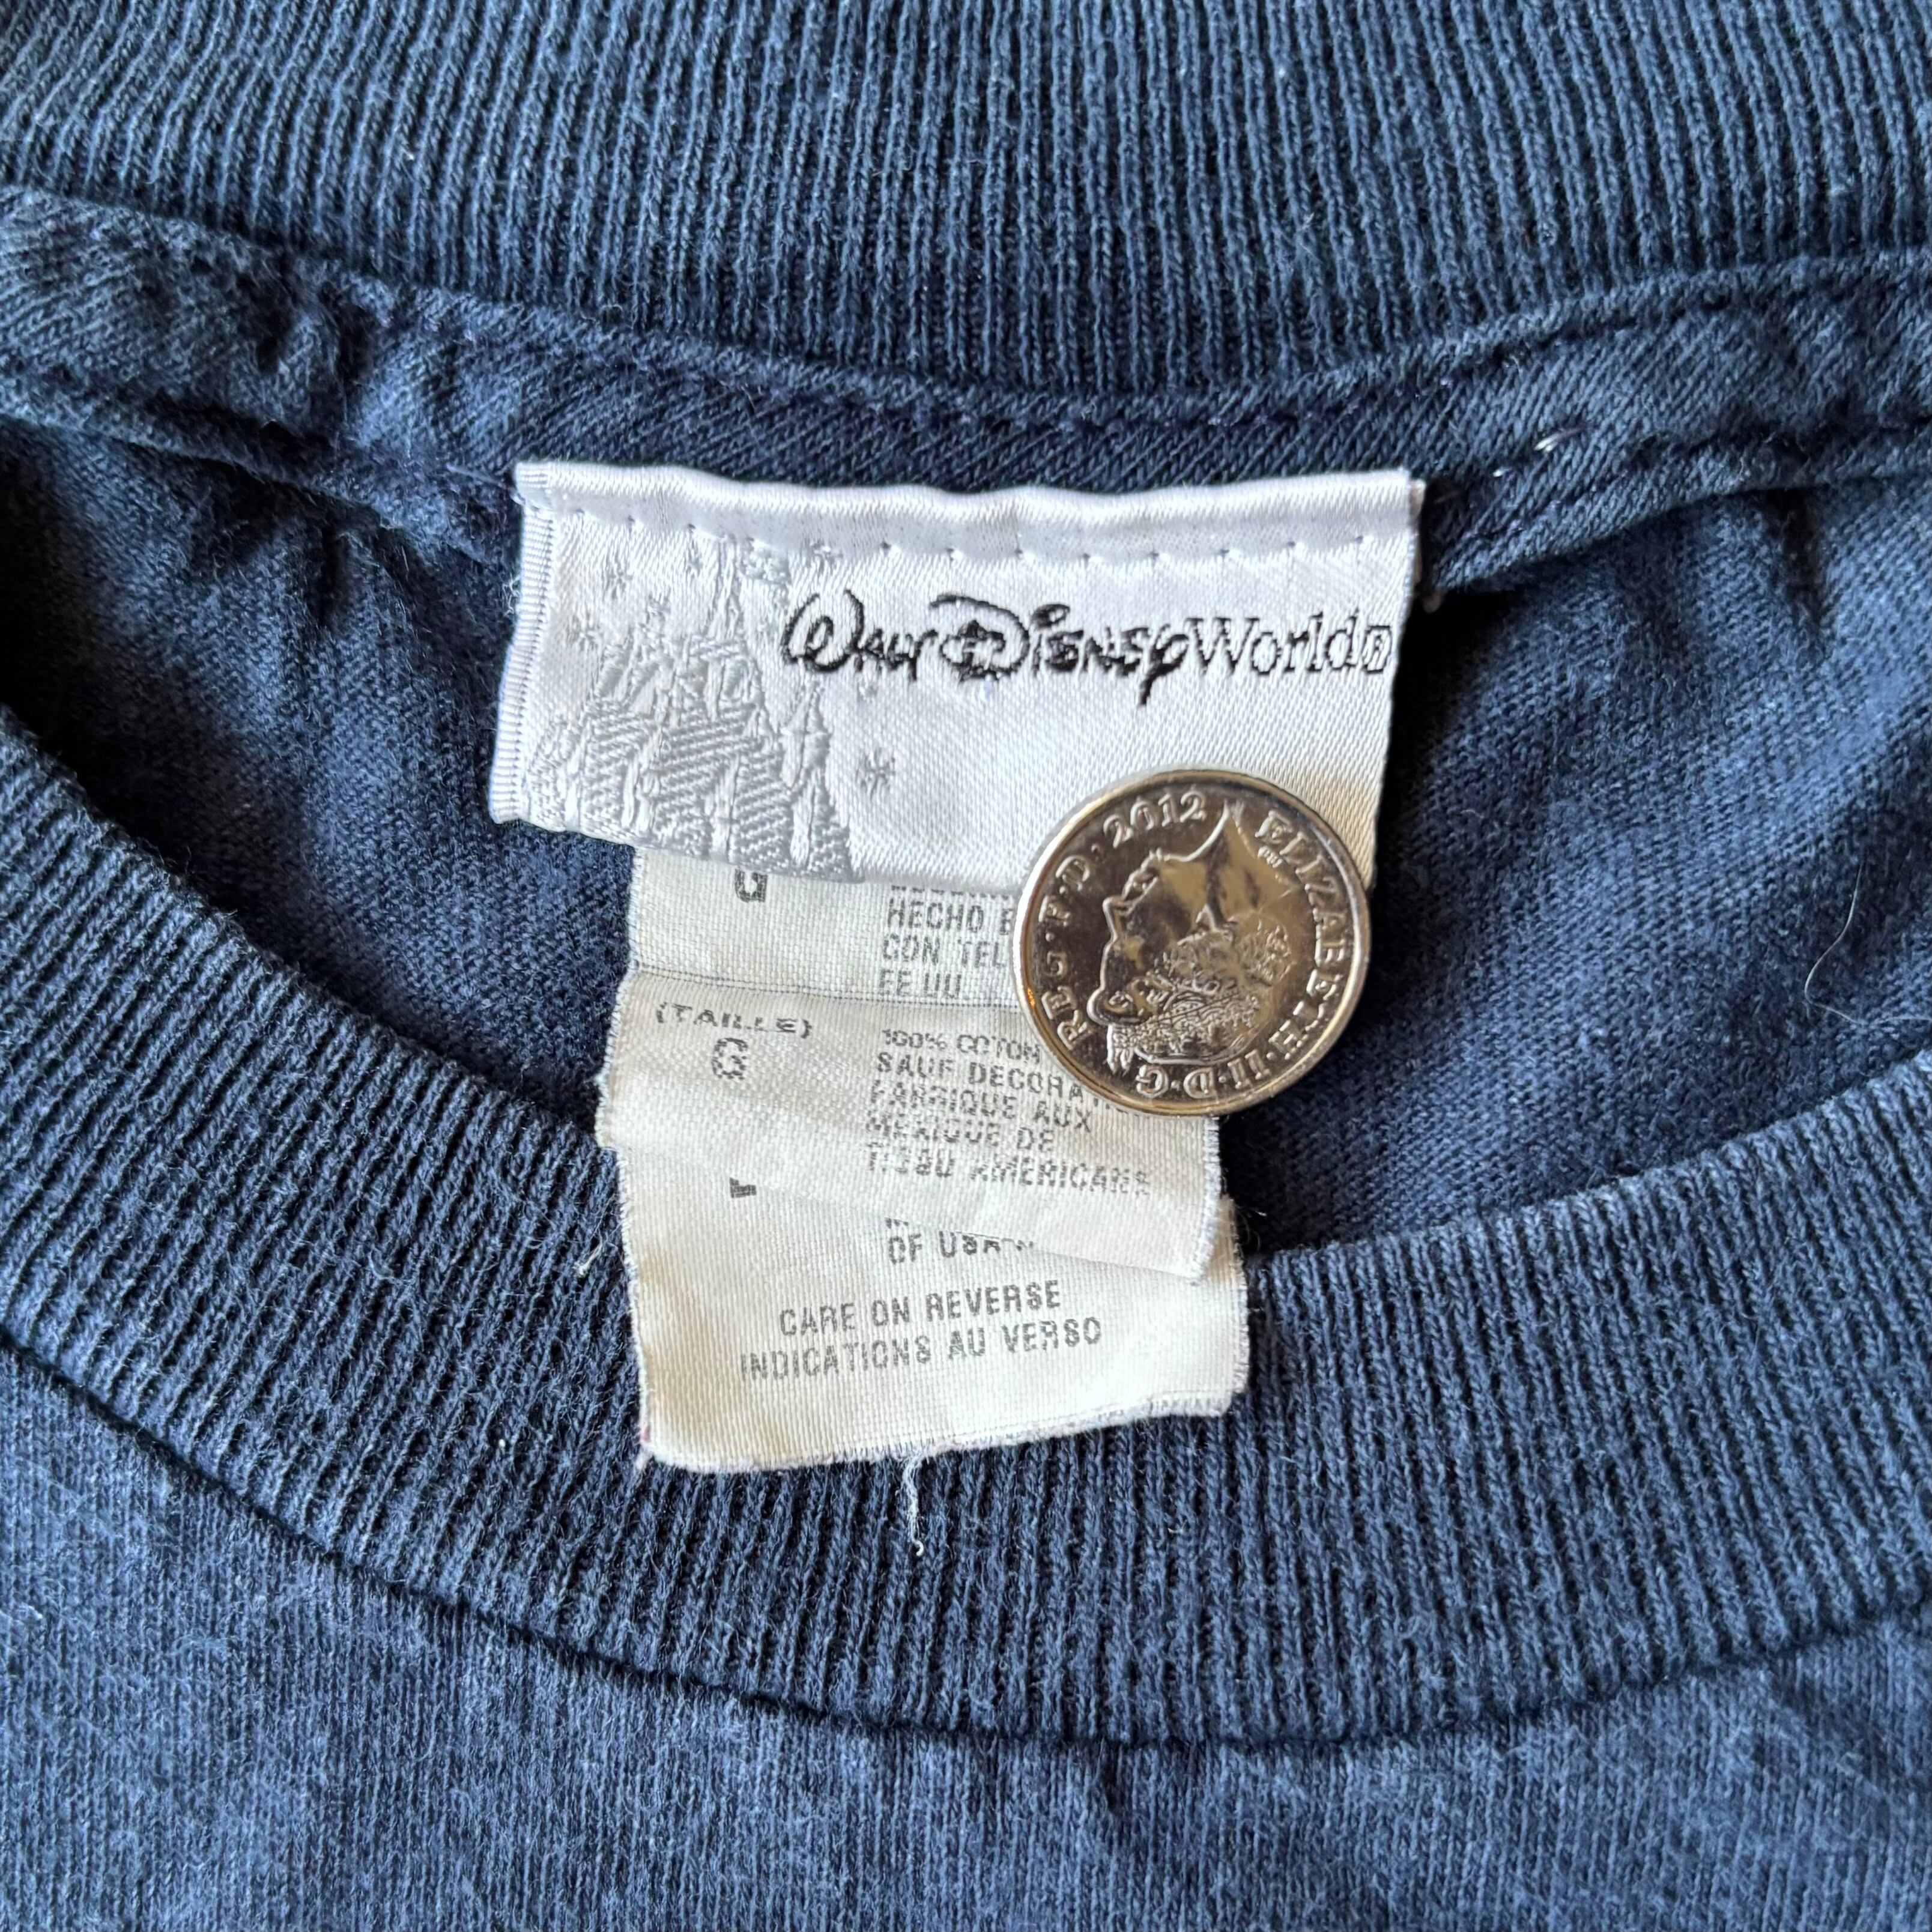 WALT DISNEY World®
G
HECHO E
CON TEL
EE UU
(TAILLE)
G
100% COTON
SAUF DECORA
FABRIQUE AUX
MEXIQUE DE
TISSU AMERICAINS
OF USA
CARE ON REVERSE
INDICATIONS AU VERSO
ELIZABETH·II·D·G
REG·F·D·2012